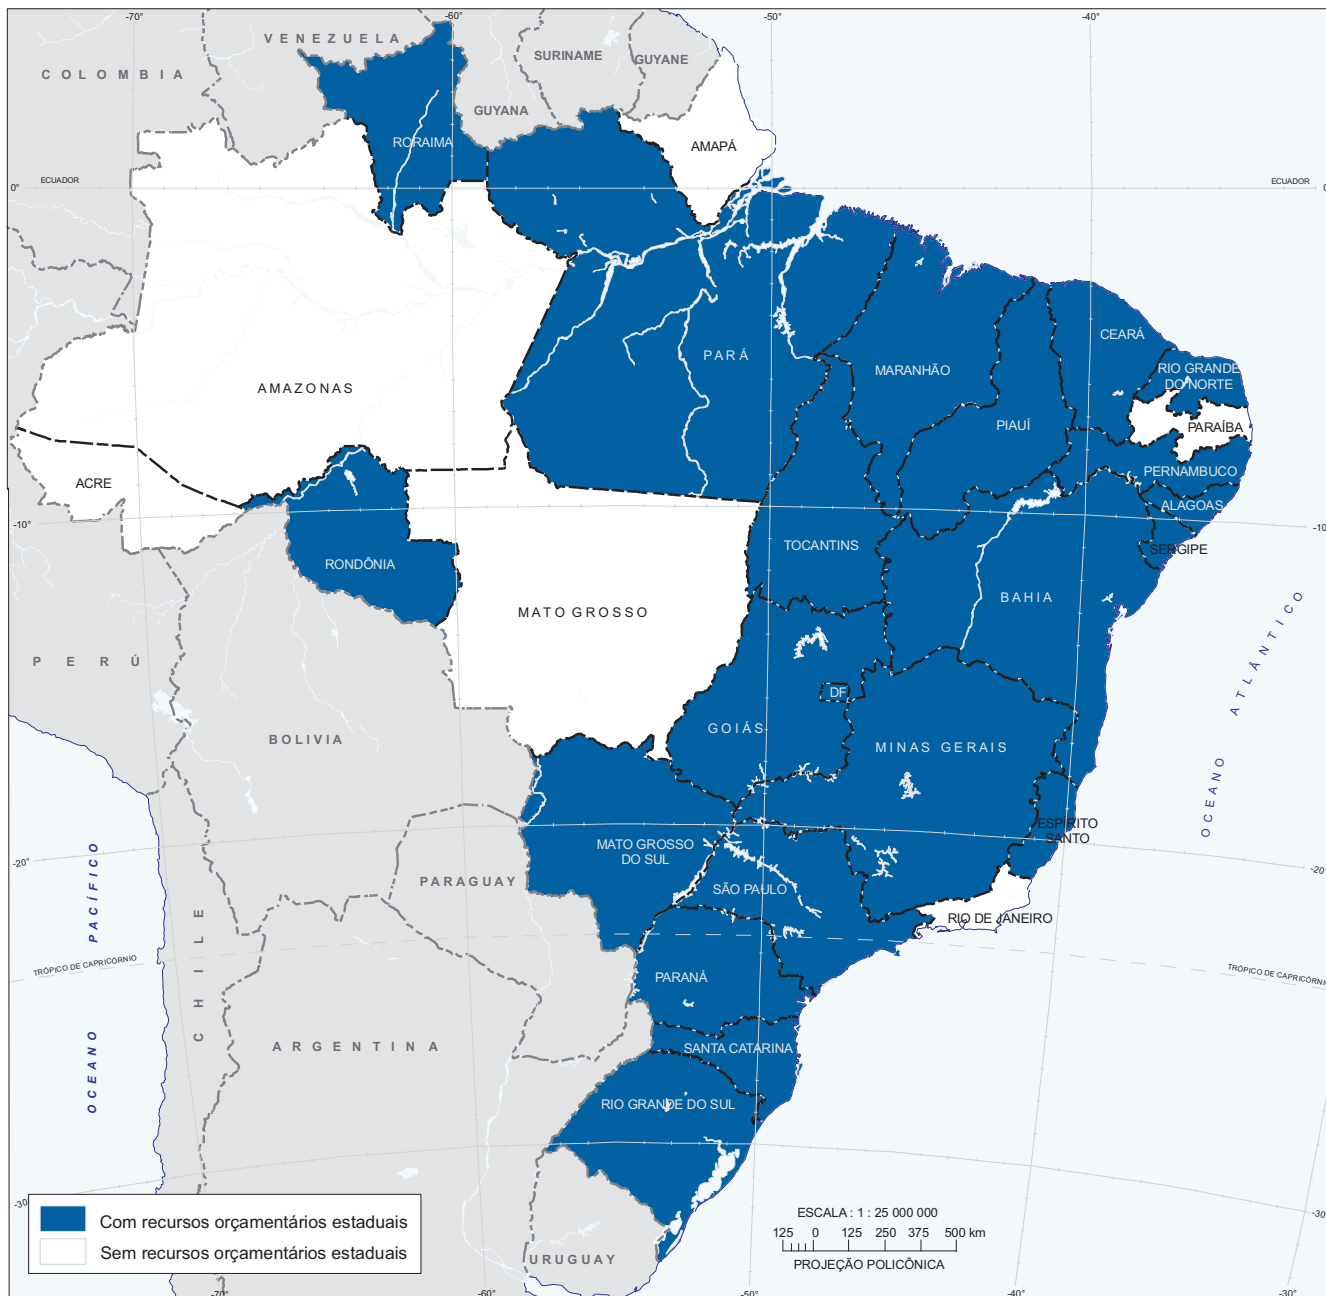 -70°
-60°
-50°
-40°
VENEZUELA
COLOMBIA
SURINAME
GUYANE
GUYANA
RORAIMA
AMAPÁ
ECUADOR
ECUADOR
0°
0
CEARÁ
PARÁ
MARANHÃO
RIO GRANDE
DO NORTE
AMAZONAS
PIAUÍ
PARAÍBA
PERNAMBUCO
ACRE
ALAGOAS
-10°
-10
TOCANTINS
SERGIPE
RONDÔNIA
BAHIA
MATO GROSSO
PERÚ
OCEANO ATLÂNTICO
DF
GOIÁS
BOLIVIA
MINAS GERAIS
ESPÍRITO
SANTO
MATO GROSSO
DO SUL
-20°
-20°
PARAGUAY
SÃO PAULO
RIO DE JANEIRO
OCEANO PACÍFICO
CHILE
TRÓPICO DE CAPRICÓRNIO
TRÓPICO DE CAPRICÓRNIO
PARANÁ
ARGENTINA
SANTA CATARINA
RIO GRANDE DO SUL
-30°
-30°
Com recursos orçamentários estaduais
Sem recursos orçamentários estaduais
ESCALA : 1 : 25 000 000
125 0 125 250 375 500 km
PROJEÇÃO POLICÔNICA
URUGUAY
-70°
-60°
-50°
-40°
-30°